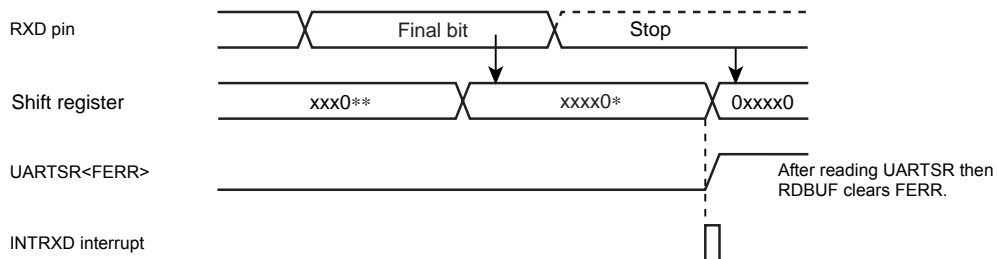 RXD pin
Final bit
Stop
Shift register
xxx0**
xxxx0*
0xxxx0
UARTSR<FERR>
After reading UARTSR then
RDBUF clears FERR.
INTRXD interrupt